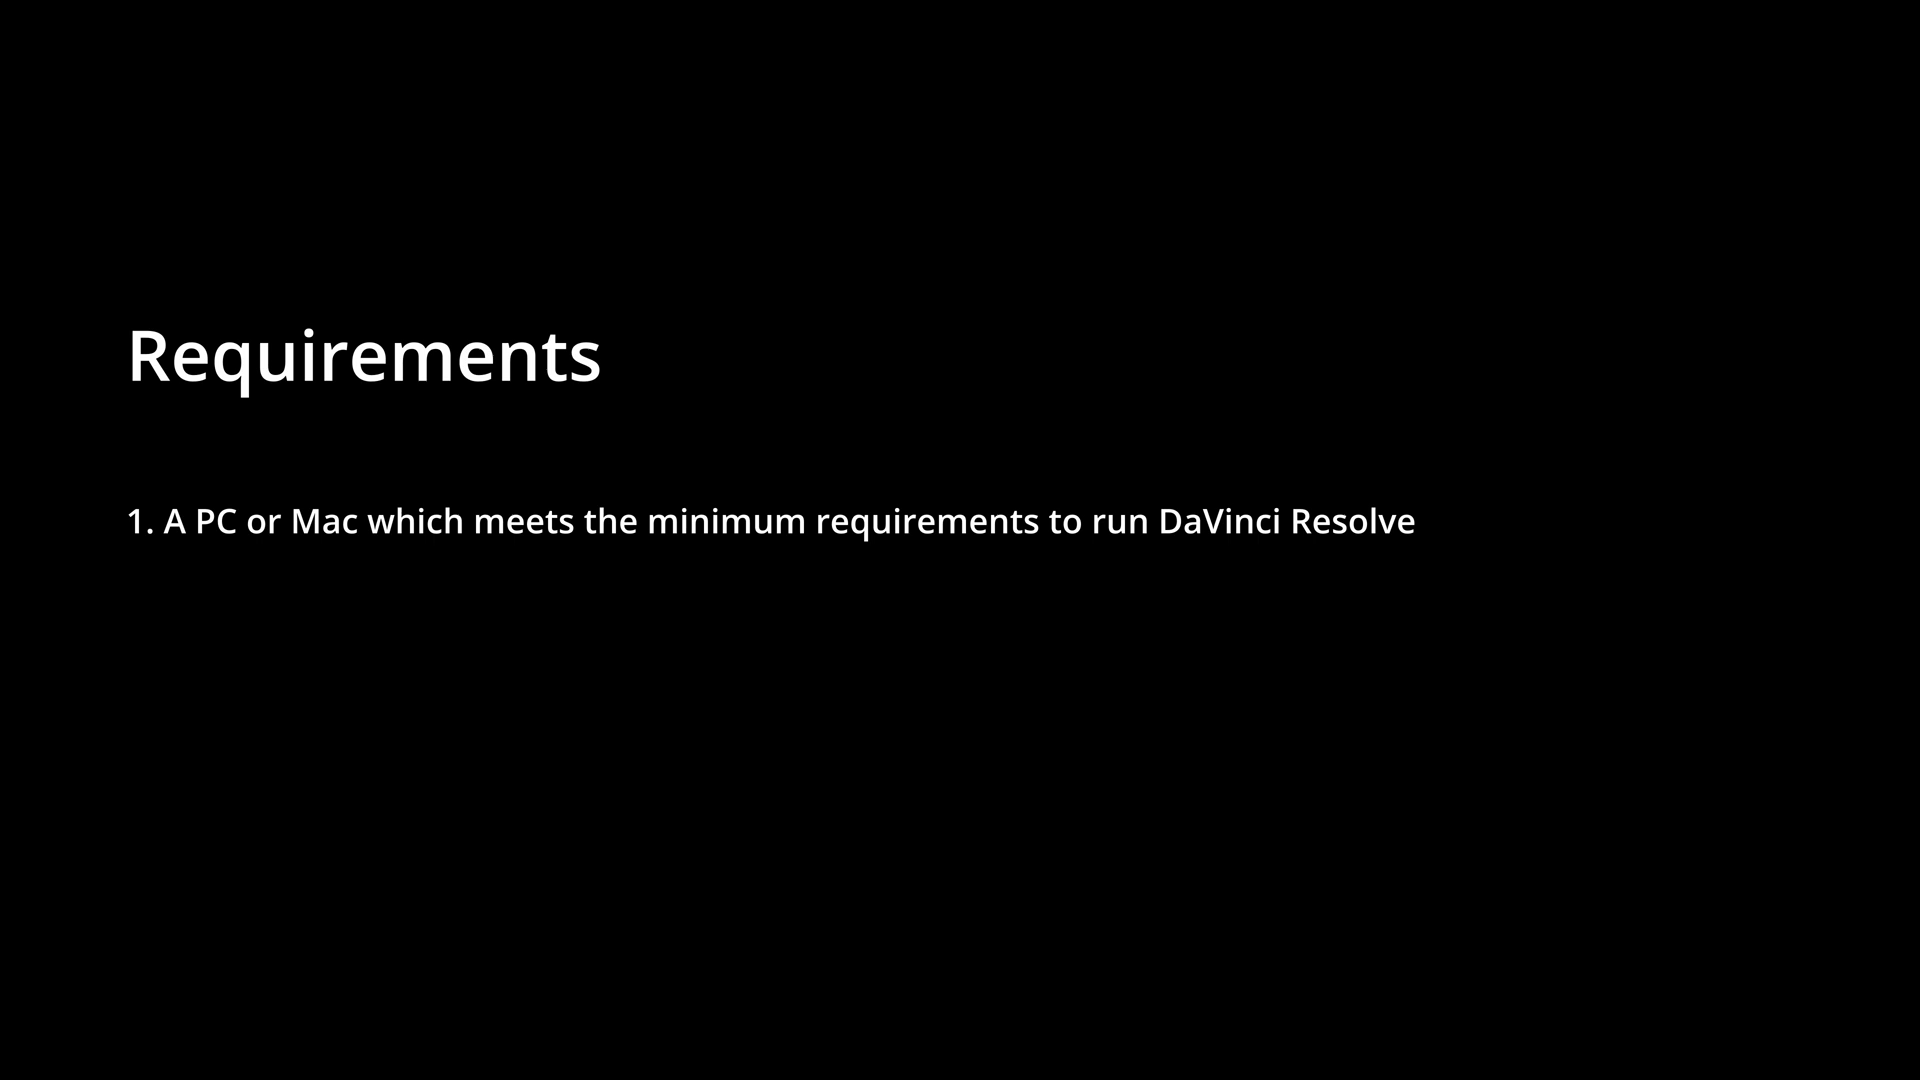 Requirements
1. A PC or Mac which meets the minimum requirements to run DaVinci Resolve